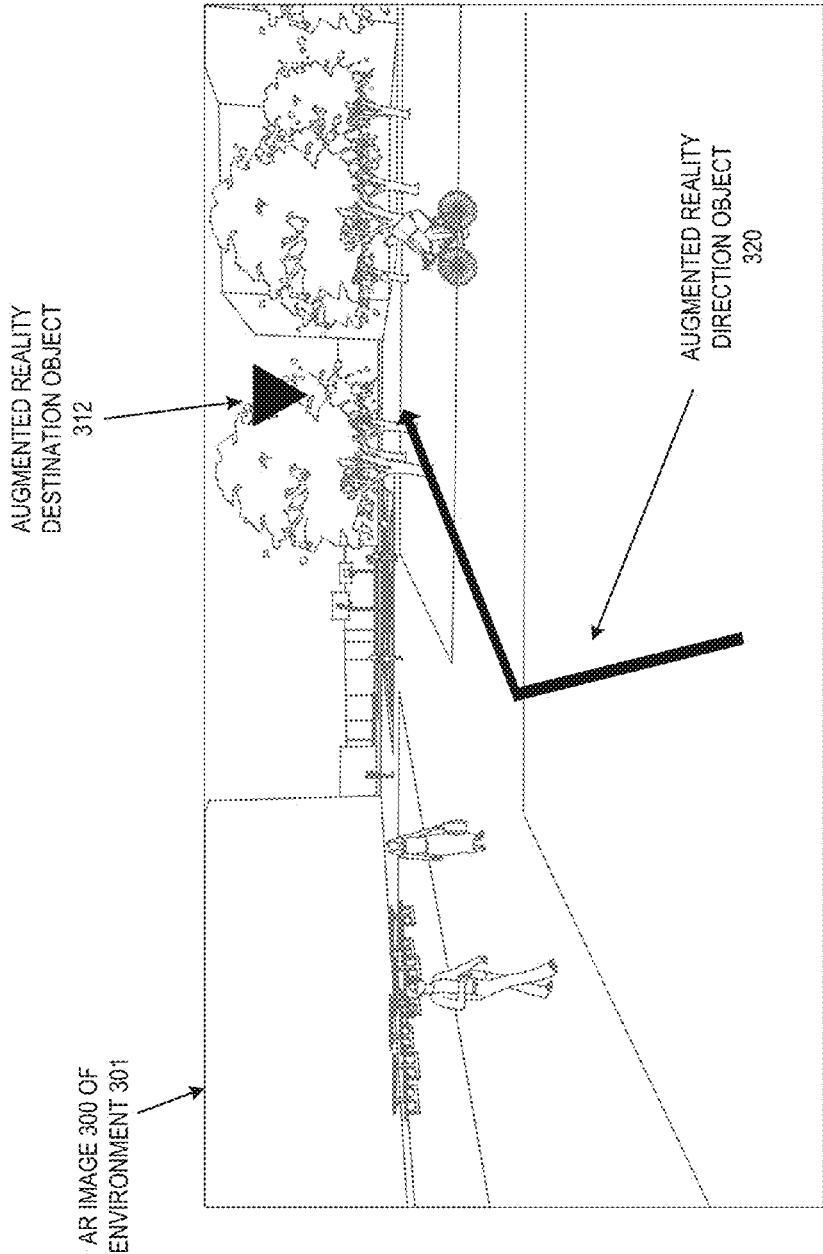 AR IMAGE 300 OF
ENVIRONMENT 301
AUGMENTED REALITY
DESTINATION OBJECT
312
AUGMENTED REALITY
DIRECTION OBJECT
320